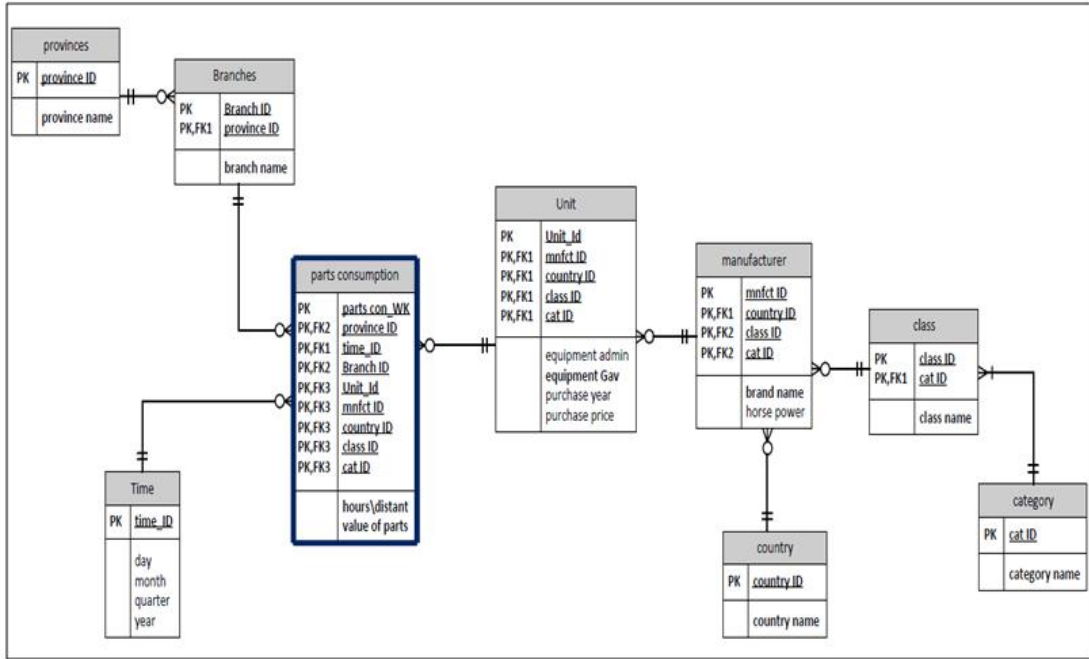 provinces
PK province ID
province name
Branches
PK Branch ID
PK,FK1 province ID
branch name
Unit
PK Unit_Id
PK,FK1 mnfct ID
PK,FK1 country ID
PK,FK1 class ID
PK,FK1 cat ID
equipment admin
equipment Gav
purchase year
purchase price
manufacturer
PK mnfct ID
PK,FK1 country ID
PK,FK2 class ID
PK,FK2 cat ID
brand name
horse power
class
PK class ID
PK,FK1 cat ID
class name
parts consumption
PK parts con_WK
PK,FK2 province ID
PK,FK1 time_ID
PK,FK2 Branch ID
PK,FK3 Unit_Id
PK,FK3 mnfct ID
PK,FK3 country ID
PK,FK3 class ID
PK,FK3 cat ID
hours\distant
value of parts
Time
PK time_ID
day
month
quarter
year
country
PK country ID
country name
category
PK cat ID
category name